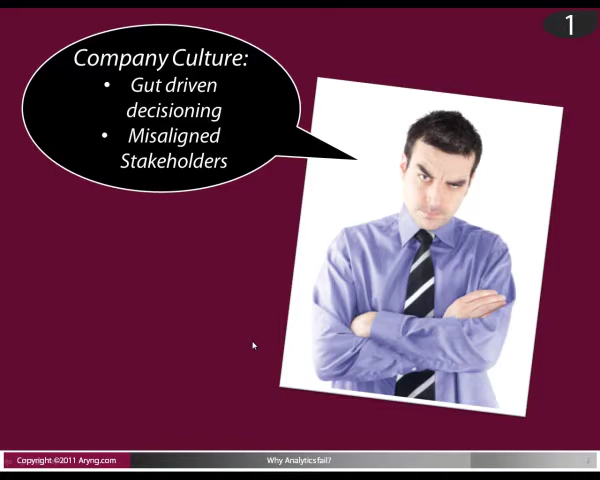 1
Company Culture:
• Gut driven
decisioning
• Misaligned
Stakeholders
Copyright ©2011 Aryng.com
Why Analytics fail?